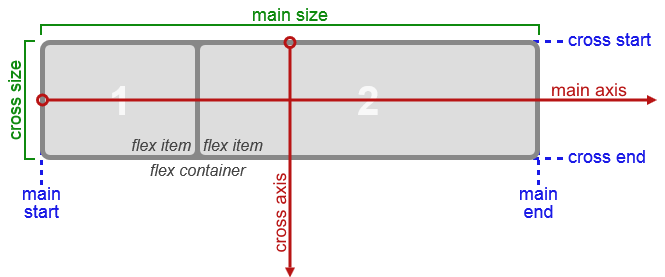 main size
cross start
cross size
1
2
main axis
flex item
flex item
cross end
flex container
cross axis
main
start
main
end